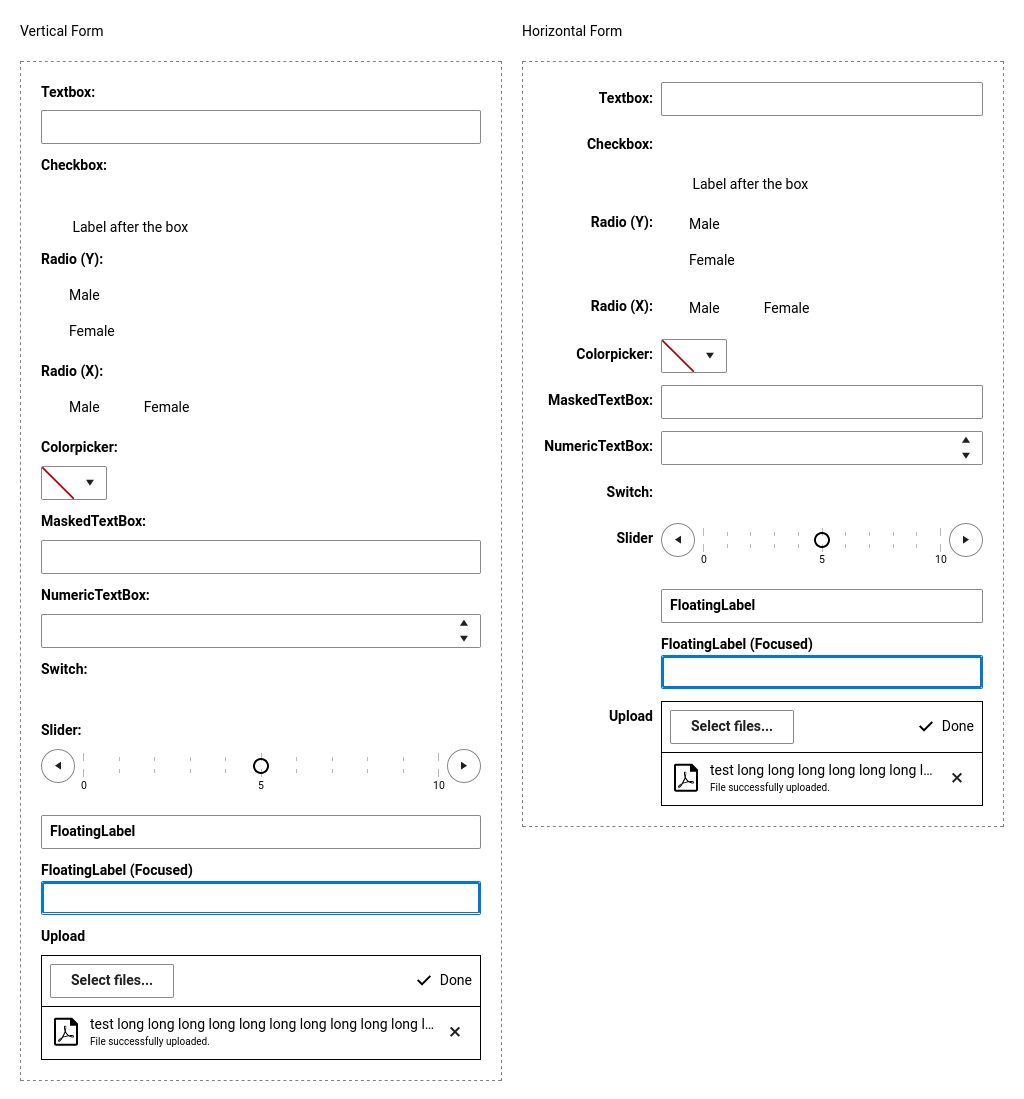 Vertical Form
Textbox:
Checkbox:
Label after the box
Radio (Y):
Male
Female
Radio (X):
Male Female
Colorpicker:
MaskedTextBox:
NumericTextBox:
Switch:
Slider:
0 5 10
FloatingLabel
FloatingLabel (Focused)
Upload
Select files... Done
test long long long long long long long long long long l...
File successfully uploaded.
Horizontal Form
Textbox:
Checkbox:
Label after the box
Radio (Y): Male
Female
Radio (X): Male Female
Colorpicker:
MaskedTextBox:
NumericTextBox:
Switch:
Slider
0 5 10
FloatingLabel
FloatingLabel (Focused)
Upload Select files... Done
test long long long long long long l...
File successfully uploaded.